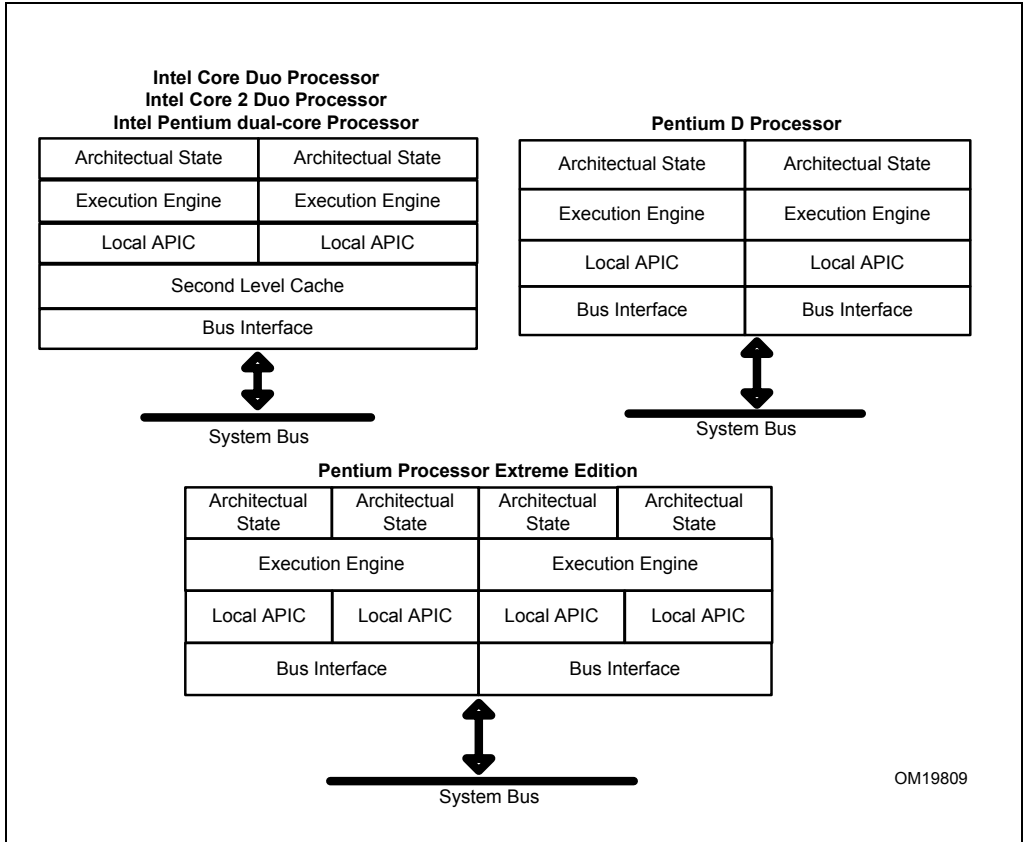 Intel Core Duo Processor
Intel Core 2 Duo Processor
Intel Pentium dual-core Processor
Architectual State Architectual State
Execution Engine Execution Engine
Local APIC Local APIC
Second Level Cache
Bus Interface
System Bus
Pentium D Processor
Architectual State Architectual State
Execution Engine Execution Engine
Local APIC Local APIC
Bus Interface Bus Interface
System Bus
Pentium Processor Extreme Edition
Architectual Architectual Architectual Architectual
State State State State
Execution Engine Execution Engine
Local APIC Local APIC Local APIC Local APIC
Bus Interface Bus Interface
System Bus
OM19809